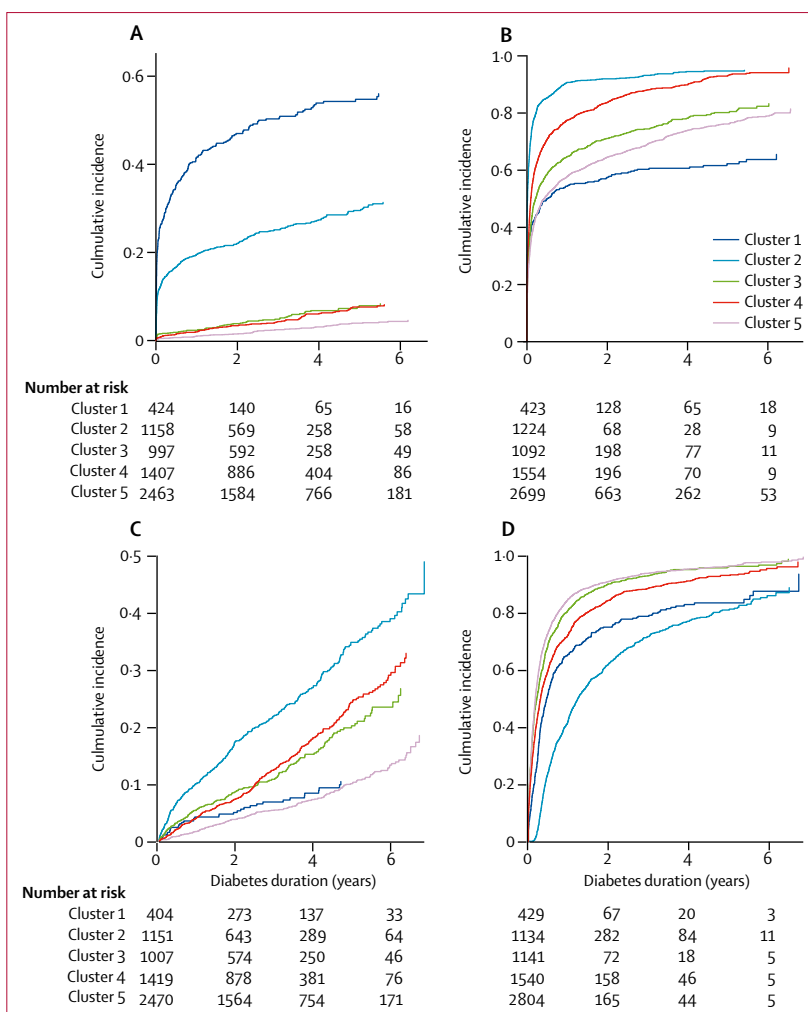 A
B
0·6
0·4
0·2
0
Culmulative incidence
0
2
4
6
1·0
0·8
0·6
0·4
0·2
0
Culmulative incidence
0
2
4
6
Cluster 1
Cluster 2
Cluster 3
Cluster 4
Cluster 5
Number at risk
Cluster 1 424 140 65 16 423 128 65 18
Cluster 2 1158 569 258 58 1224 68 28 9
Cluster 3 997 592 258 49 1092 198 77 11
Cluster 4 1407 886 404 86 1554 196 70 9
Cluster 5 2463 1584 766 181 2699 663 262 53
C
D
0·5
0·4
0·3
0·2
0·1
0
Culmulative incidence
0
2
4
6
Diabetes duration (years)
1·0
0·8
0·6
0·4
0·2
0
Culmulative incidence
0
2
4
6
Diabetes duration (years)
Number at risk
Cluster 1 404 273 137 33 429 67 20 3
Cluster 2 1151 643 289 64 1134 282 84 11
Cluster 3 1007 574 250 46 1141 72 18 5
Cluster 4 1419 878 381 76 1540 158 46 5
Cluster 5 2470 1564 754 171 2804 165 44 5